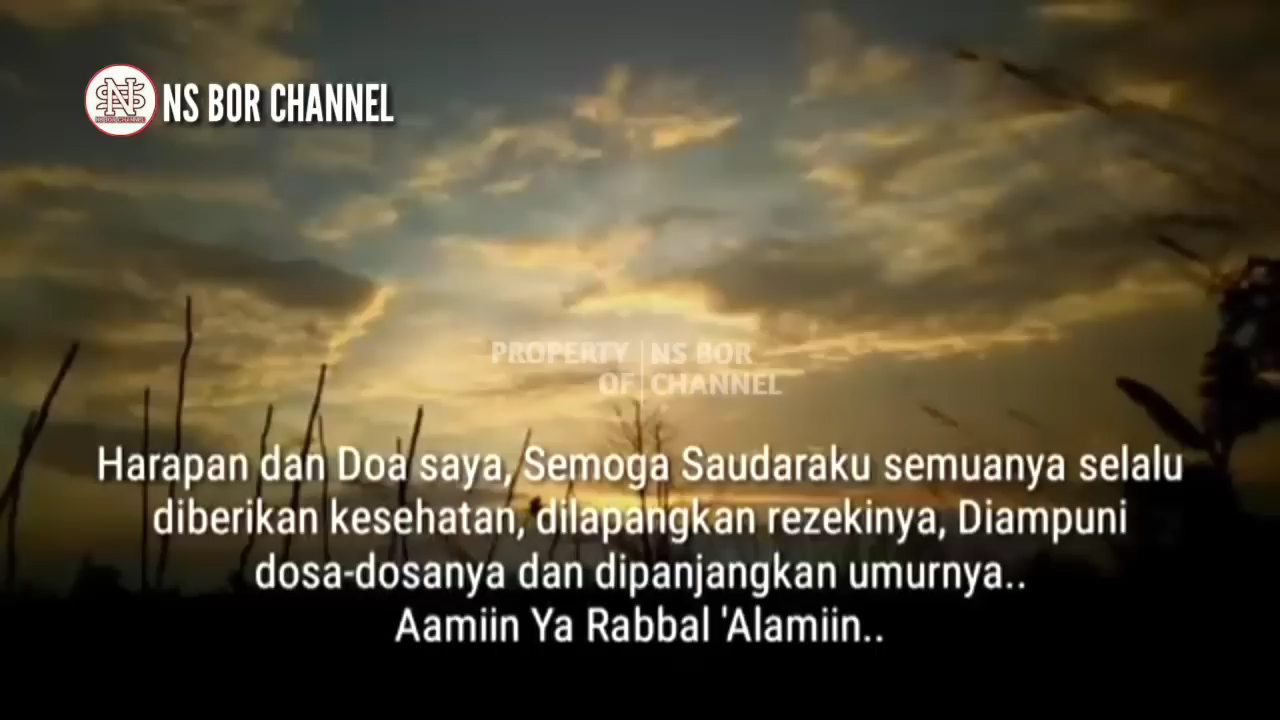 NS BOR CHANNEL
PROPERTY | NS BOR
OF | CHANNEL
Harapan dan Doa saya, Semoga Saudaraku semuanya selalu
diberikan kesehatan, dilapangkan rezekinya, Diampuni
dosa-dosanya dan dipanjangkan umurnya..
Aamiin Ya Rabbal 'Alamiin..